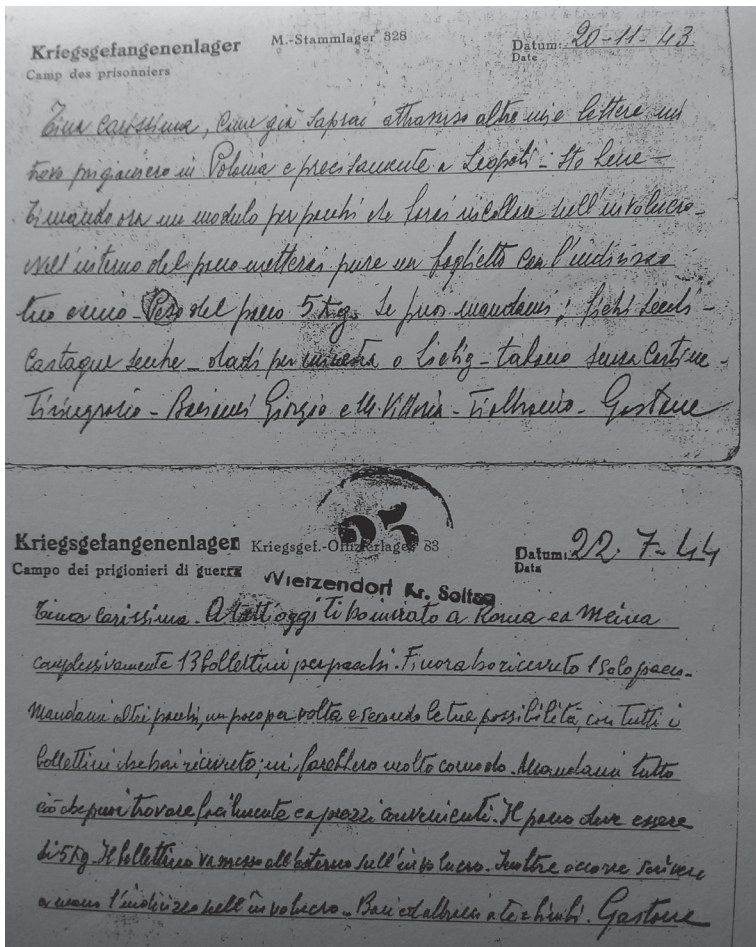 Kriegsgefangenenlager M.-Stammlager 328 Datum: 20-11-43
Camp des prisonniers Date
Tina carissima, come già saprai attraverso altre mie lettere mi
trovo prigioniero in Polonia e precisamente a Leopoli - Sto bene -
Ti mando ora un modulo per pacchi che farai incollare sull'involucro -
Nell'interno del pacco metterai pure un foglietto con l'indirizzo
tuo e mio - Peso del pacco 5 Kg. Se puoi mandami: fichi secchi -
Castagne secche - dadi per minestra o Liebig - tabacco senza cartine -
Ti ringrazio - Baciami Giorgio e M. Vittoria - Ti abbraccio - Gastone
25
Kriegsgefangenenlager Kriegsgef.-Offizierlager 83 Datum: 22.7-44
Campo dei prigionieri di guerra Data
Wietzendorf Kr. Soltau
Tina carissima. A tutt'oggi ti ho inviato a Roma e a Meina
complessivamente 13 bollettini per pacchi. Finora ho ricevuto 1 solo pacco.
Mandami altri pacchi, un poco per volta e secondo le tue possibilità, con tutti i
bollettini che hai ricevuto; mi farebbero molto comodo. Mandami tutto
ciò che puoi trovare facilmente e a prezzi convenienti. Il pacco deve essere
di 5 Kg. Il bollettino va messo all'esterno sull'involucro. Inoltre occorre scrivere
a mano l'indirizzo sull'involucro. Baci ed abbracci a te e bimbi. Gastone